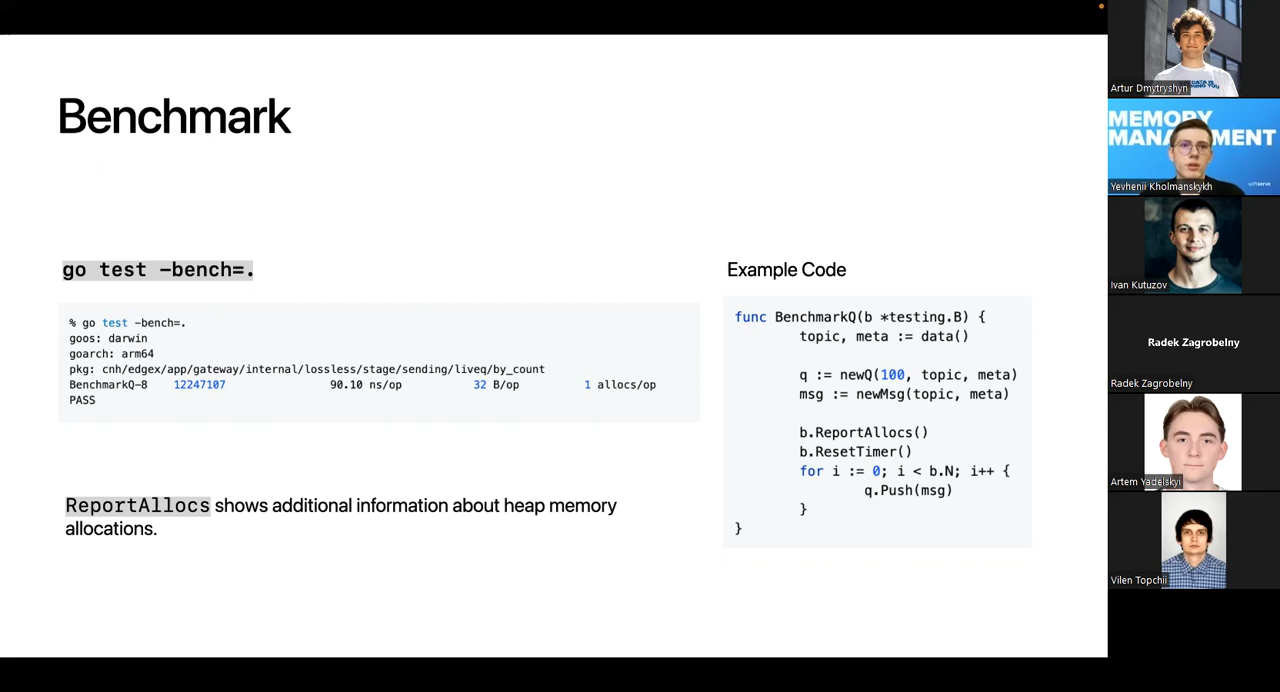 Benchmark
go test -bench=.
% go test -bench=.
goos: darwin
goarch: arm64
pkg: cnh/edgex/app/gateway/internal/lossless/stage/sending/liveq/by_count
BenchmarkQ-8 12247107 90.10 ns/op 32 B/op 1 allocs/op
PASS
ReportAllocs shows additional information about heap memory
allocations.
Example Code
func BenchmarkQ(b *testing.B) {
topic, meta := data()
q := newQ(100, topic, meta)
msg := newMsg(topic, meta)
b.ReportAllocs()
b.ResetTimer()
for i := 0; i < b.N; i++ {
q.Push(msg)
}
}
Artur Dmytryshyn
MEMORY
MANA MENT
softserve
Yevhenii Kholmanskykh
Ivan Kutuzov
Radek Zagrobelny
Radek Zagrobelny
Artem Yadelskyi
Vilen Topchii